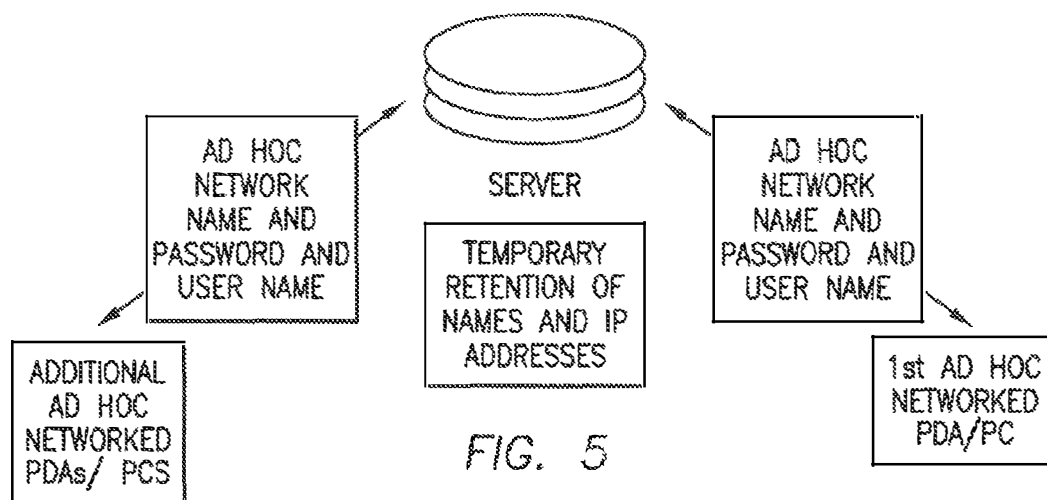 AD HOC
NETWORK
NAME AND
PASSWORD AND
USER NAME
SERVER
TEMPORARY
RETENTION OF
NAMES AND IP
ADDRESSES
AD HOC
NETWORK
NAME AND
PASSWORD AND
USER NAME
ADDITIONAL
AD HOC
NETWORKED
PDAs/ PCS
1st AD HOC
NETWORKED
PDA/PC
FIG. 5